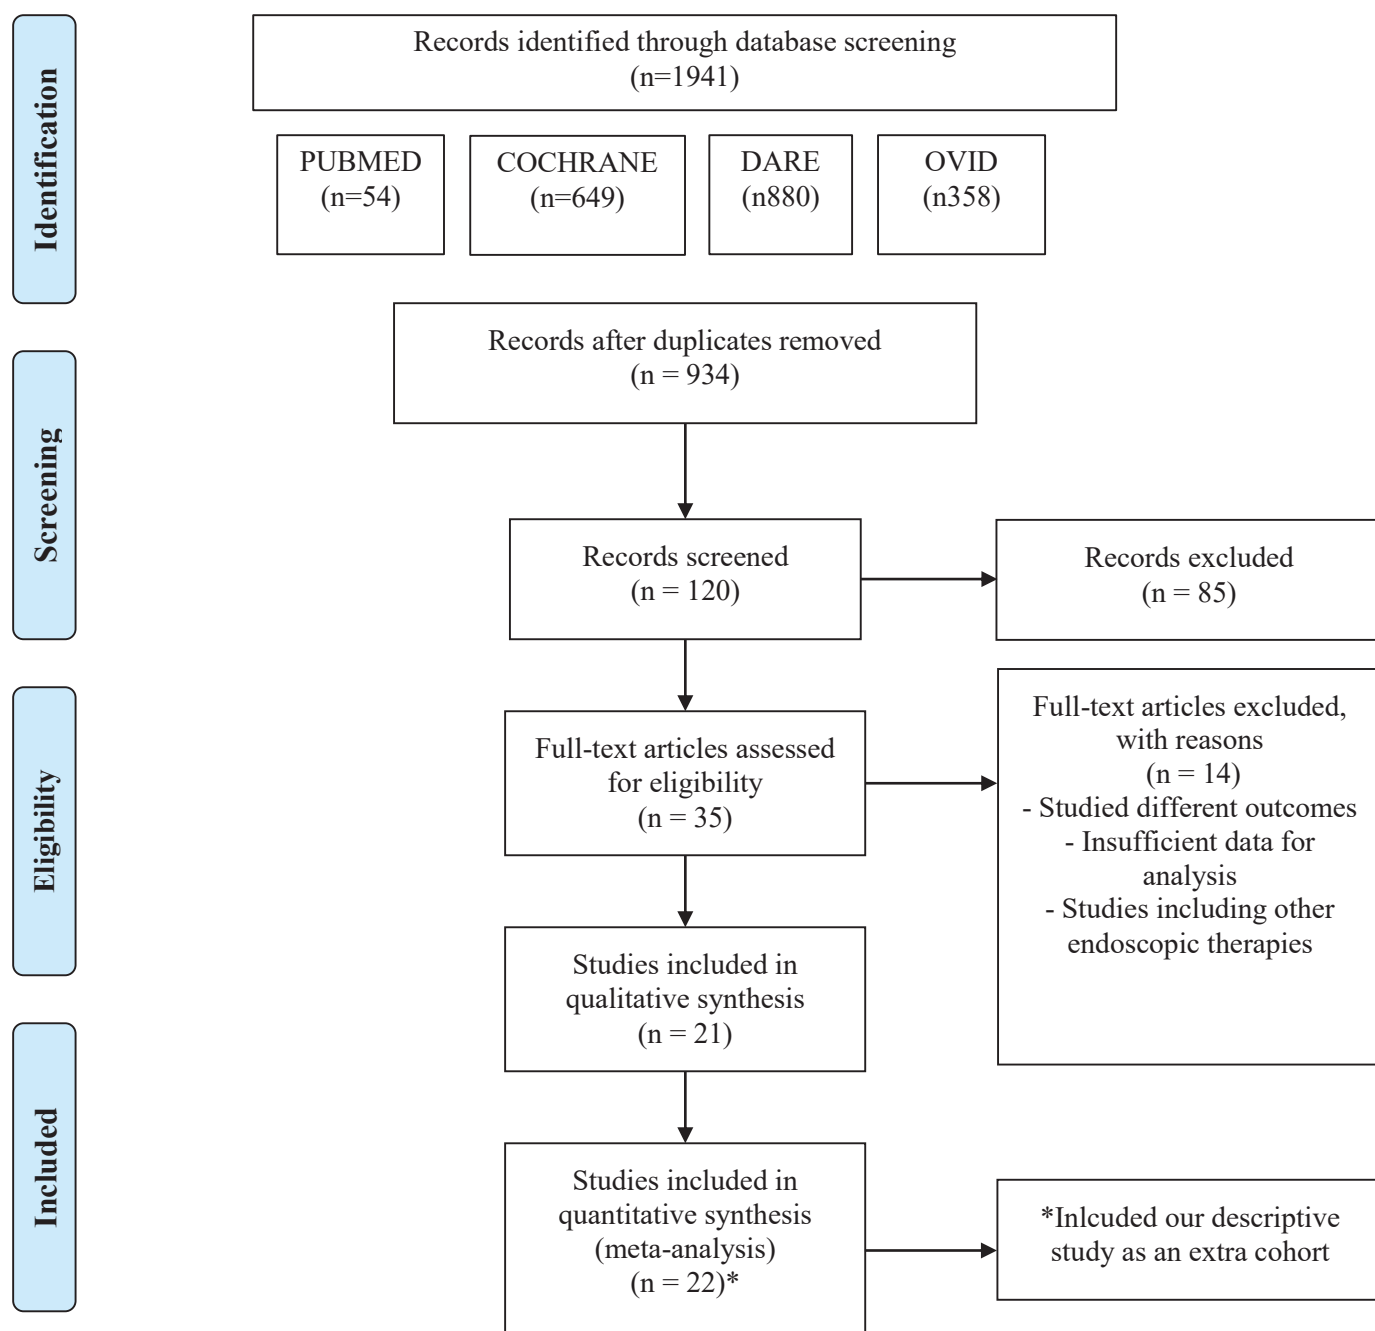 Identification
Records identified through database screening
(n=1941)
PUBMED
(n=54)
COCHRANE
(n=649)
DARE
(n880)
OVID
(n358)
Screening
Records after duplicates removed
(n = 934)
Records screened
(n = 120)
Records excluded
(n = 85)
Eligibility
Full-text articles assessed
for eligibility
(n = 35)
Full-text articles excluded,
with reasons
(n = 14)
- Studied different outcomes
- Insufficient data for
analysis
- Studies including other
endoscopic therapies
Studies included in
qualitative synthesis
(n = 21)
Included
Studies included in
quantitative synthesis
(meta-analysis)
(n = 22)*
*Inlcuded our descriptive
study as an extra cohort